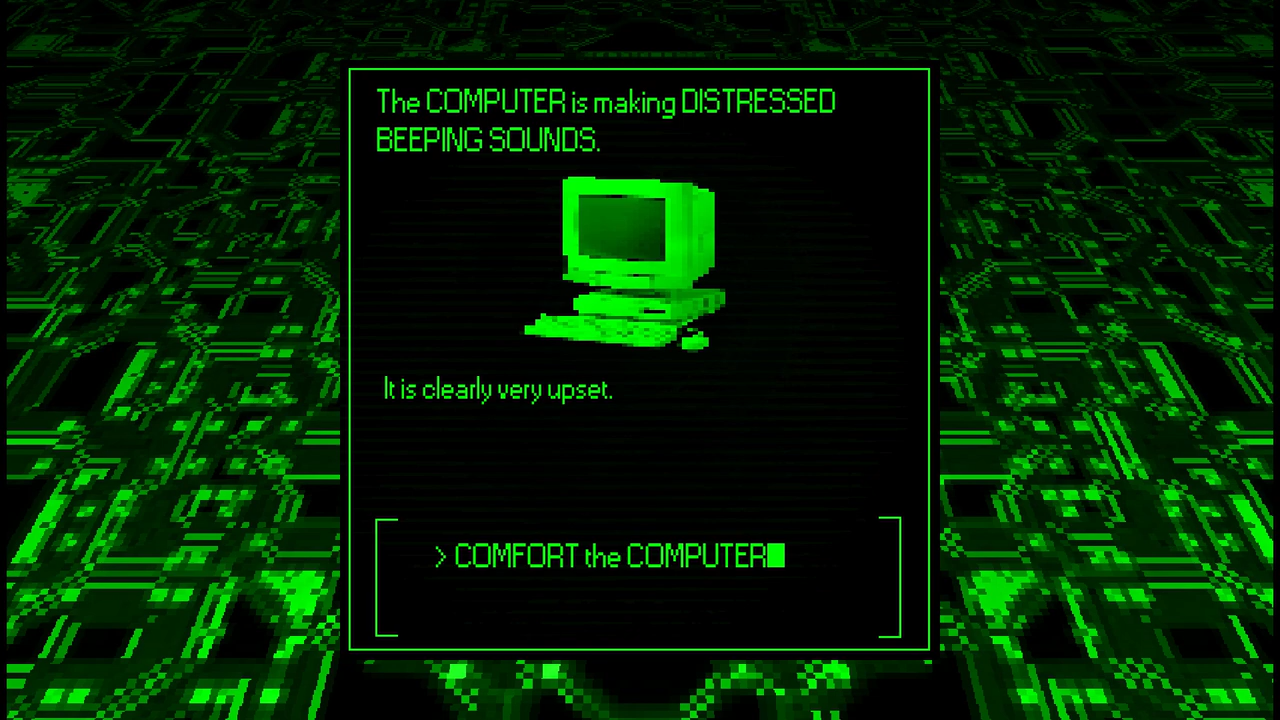 The COMPUTER is making DISTRESSED
BEEPING SOUNDS.
It is clearly very upset.
> COMFORT the COMPUTER